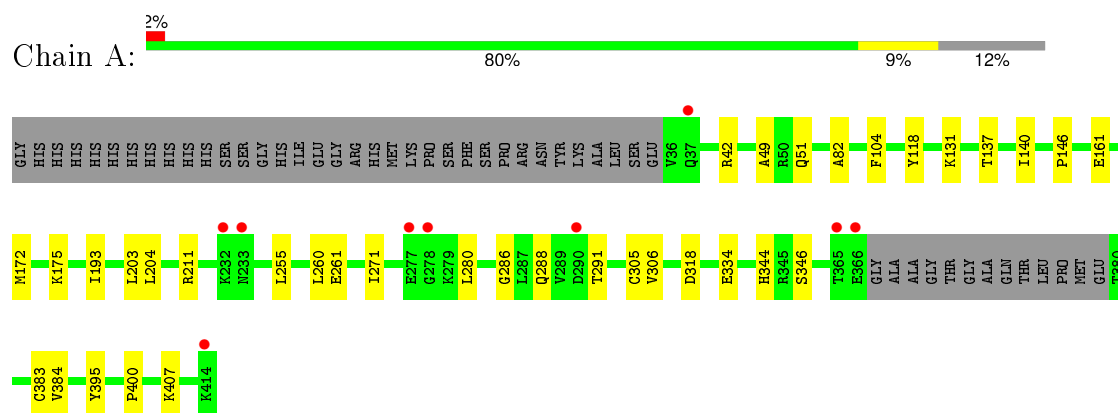 2%
Chain A:
80% 9% 12%
GLY HIS HIS HIS HIS HIS HIS HIS HIS HIS HIS SER SER GLY HIS ILE GLU GLY ARG HIS MET LYS PRO SER PHE SER PRO ARG ASN TYR LYS ALA LEU SER GLU V36 Q37 R42 A49 R50 Q51 A82 F104 Y118 K131 T137 I140 P146 E161
M172 K175 I193 L203 L204 R211 K232 N233 L255 L260 E261 I271 E277 G278 K279 L280 G286 L287 Q288 V289 D290 T291 C305 V306 D318 E334 H344 R345 S346 T365 E366 GLY ALA ALA GLY THR GLY ALA GLN THR LEU PRO MET GLU T380
C383 V384 Y395 P400 K407 K414